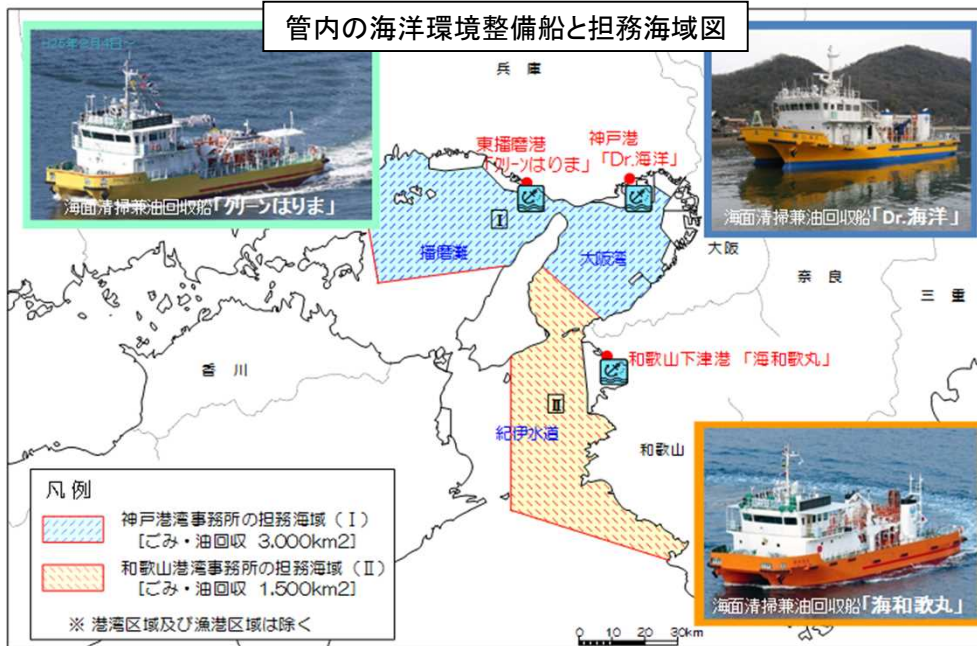 管内の海洋環境整備船と担務海域図
H26年2月4日
海面清掃兼油回収船「クリーンはりま」
兵 庫
東播磨港
「クリーンはりま」
神戸港
「Dr.海洋」
海面清掃兼油回収船「Dr.海洋」
Ⅰ
播磨灘
大阪湾
大阪
奈 良
三 重
香 川
和歌山下津港 「海和歌丸」
Ⅱ
紀伊水道
和歌山
海面清掃兼油回収船「海和歌丸」
凡 例
神戸港湾事務所の担務海域(Ⅰ)
[ごみ・油回収 3.000km2]
和歌山港湾事務所の担務海域(Ⅱ)
[ごみ・油回収 1.500km2]
※ 港湾区域及び漁港区域は除く
0 10 20 30km